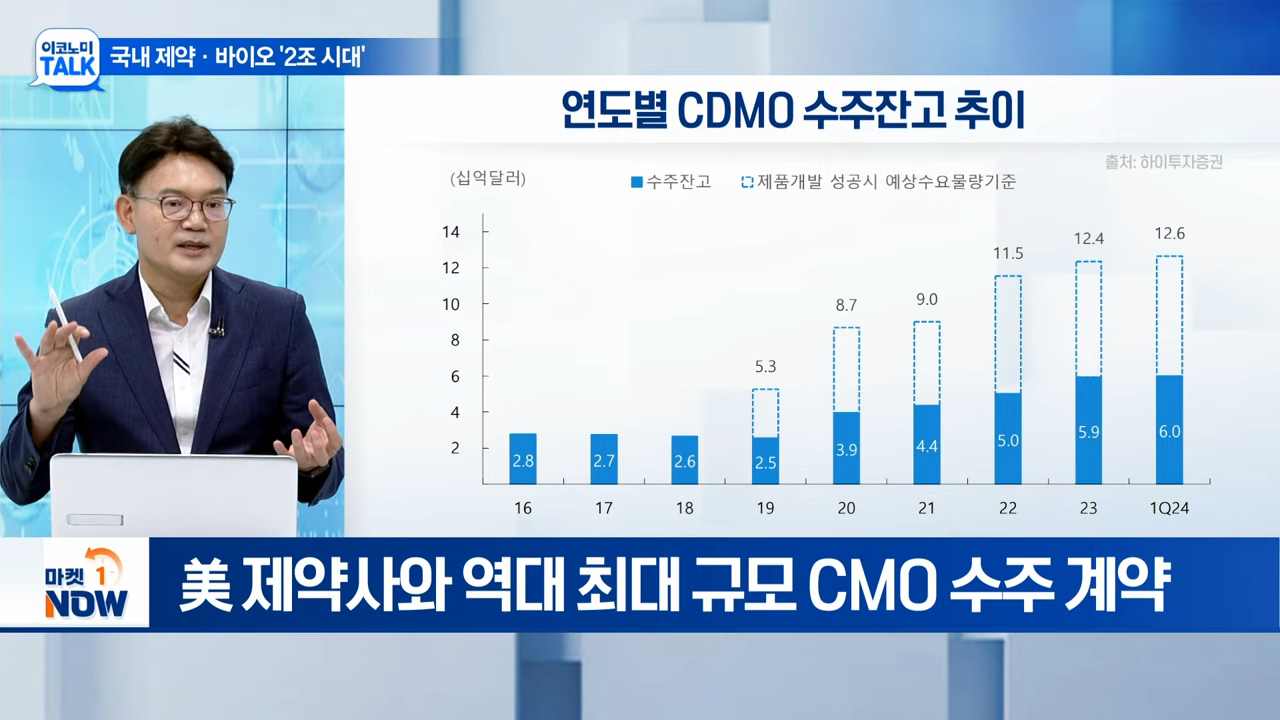 이코노미
TALK
국내 제약·바이오 '2조 시대'
연도별 CDMO 수주잔고 추이
출처: 하이투자증권
(십억달러)
수주잔고 제품개발 성공시 예상수요물량기준
14
12
10
8
6
4
2
5.3 8.7 9.0 11.5 12.4 12.6
2.8 2.7 2.6 2.5 3.9 4.4 5.0 5.9 6.0
16 17 18 19 20 21 22 23 1Q24
마켓 1
NOW
美 제약사와 역대 최대 규모 CMO 수주 계약